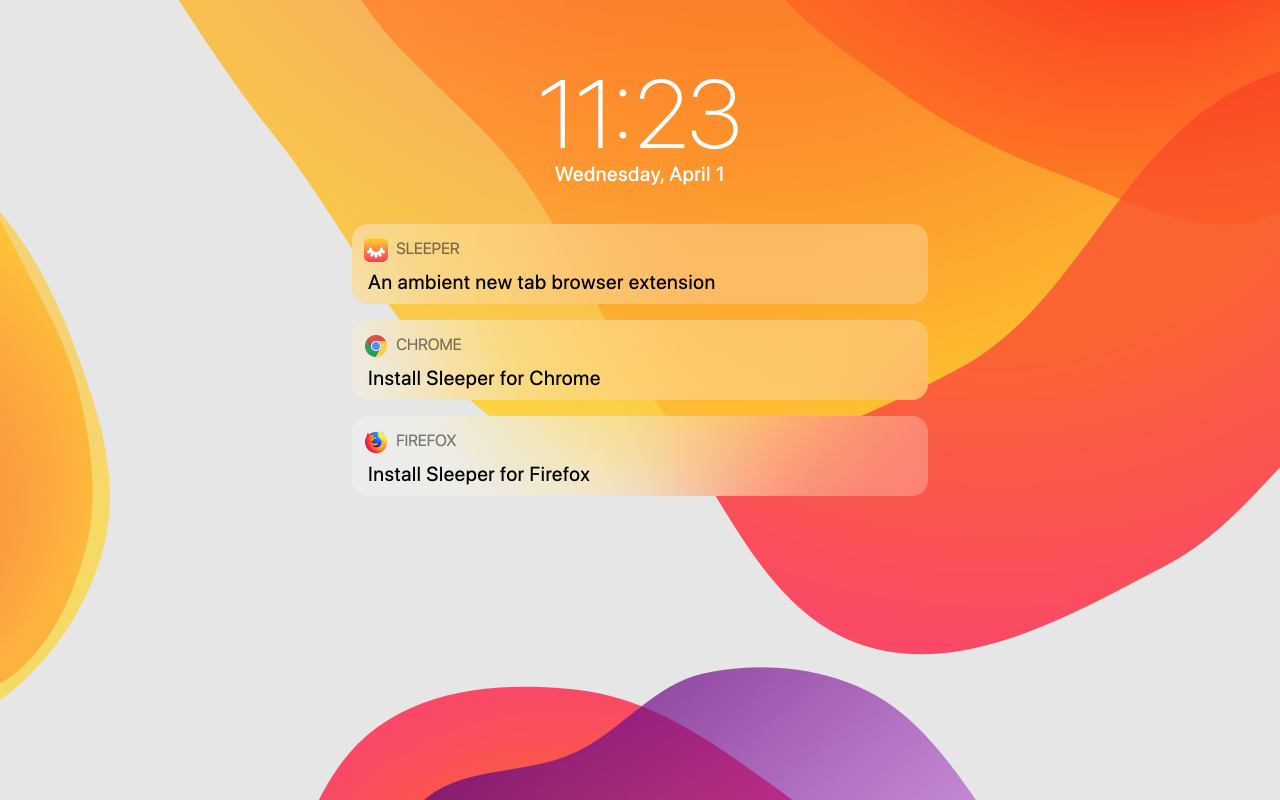 11:23
Wednesday, April 1
SLEEPER
An ambient new tab browser extension
CHROME
Install Sleeper for Chrome
FIREFOX
Install Sleeper for Firefox